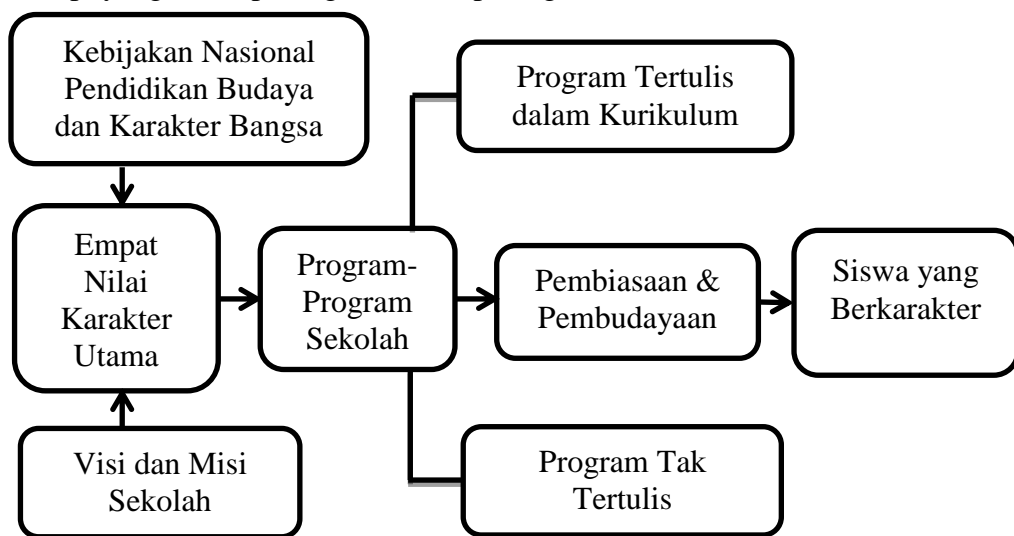 Kebijakan Nasional
Pendidikan Budaya
dan Karakter Bangsa
Program Tertulis
dalam Kurikulum
Empat
Nilai
Karakter
Utama
Program-
Program
Sekolah
Pembiasaan &
Pembudayaan
Siswa yang
Berkarakter
Visi dan Misi
Sekolah
Program Tak
Tertulis